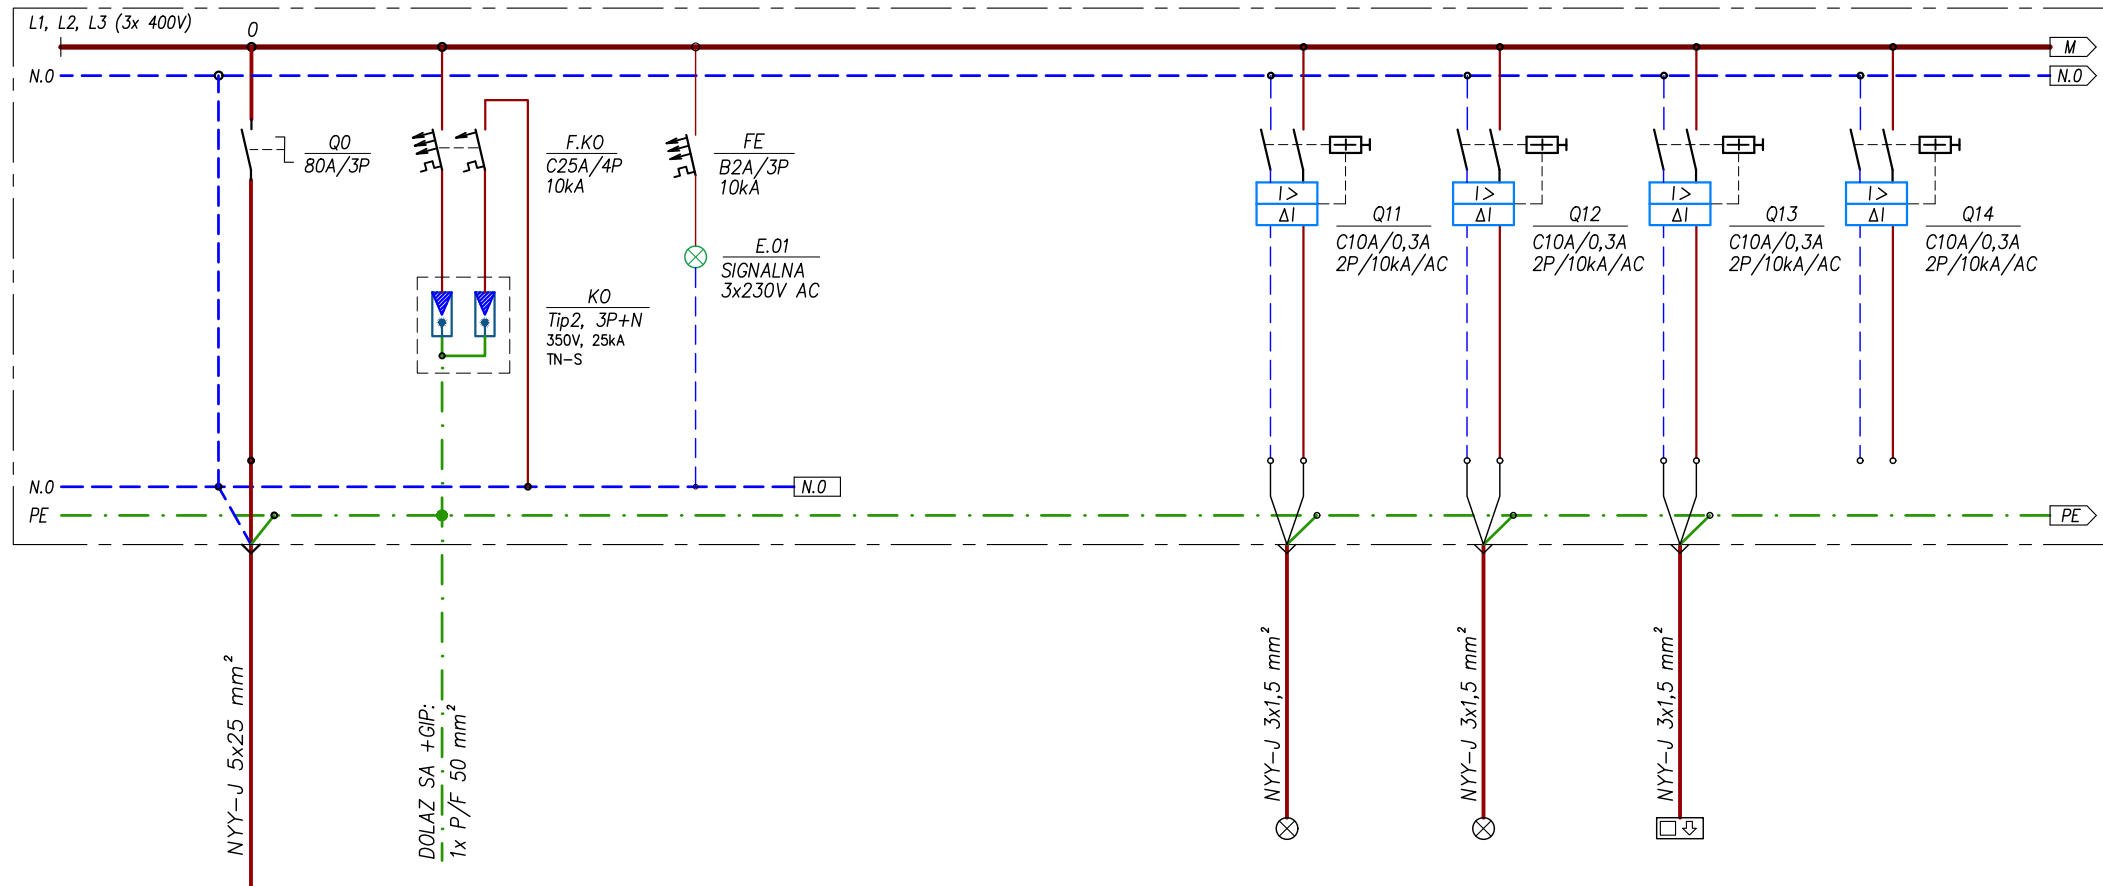 L1, L2, L3 (3x 400V)
0
M
N.0
N.0
Q0
80A/3P
F.K0
C25A/4P
10kA
FE
B2A/3P
10kA
E.01
SIGNALNA
3x230V AC
K0
Tip2, 3P+N
350V, 25kA
TN-S
I >
ΔI
Q11
C10A/0,3A
2P/10kA/AC
I >
ΔI
Q12
C10A/0,3A
2P/10kA/AC
I >
ΔI
Q13
C10A/0,3A
2P/10kA/AC
I >
ΔI
Q14
C10A/0,3A
2P/10kA/AC
N.0
N.0
PE
PE
NYY-J 5x25 mm²
DOLAZ SA +GIP:
1x P/F 50 mm²
NYY-J 3x1,5 mm²
NYY-J 3x1,5 mm²
NYY-J 3x1,5 mm²